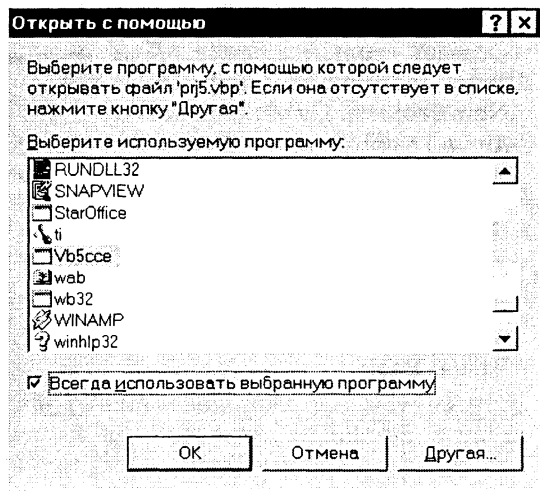 Открыть с помощью
Выберите программу, с помощью которой следует
открывать файл 'prj5.vbp'. Если она отсутствует в списке,
нажмите кнопку "Другая".
Выберите используемую программу:
RUNDLL32
SNAPVIEW
StarOffice
ti
Vb5cce
wab
wb32
WINAMP
winhlp32
Всегда использовать выбранную программу
OK Отмена Другая...